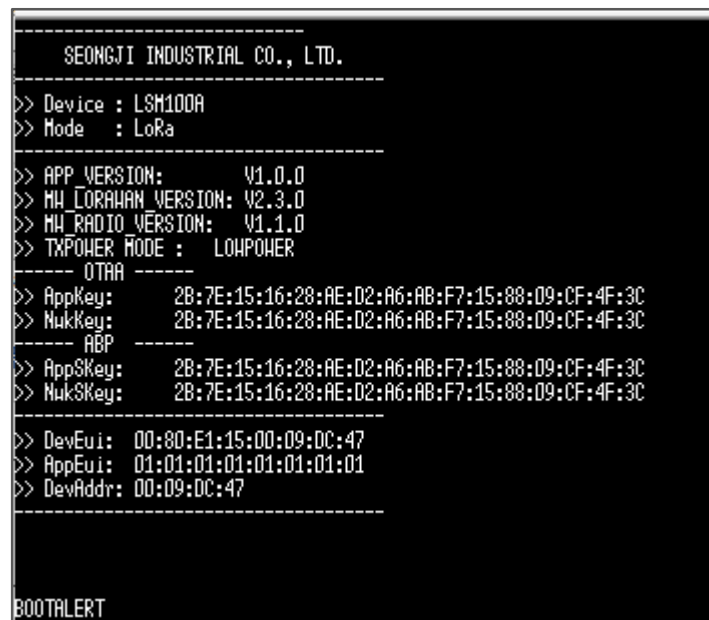 ------------------------------
SEONGJI INDUSTRIAL CO., LTD.
--------------------------------------
>> Device : LSM100A
>> Mode   : LoRa
--------------------------------------
>> APP_VERSION:        V1.0.0
>> MW_LORAWAN_VERSION: V2.3.0
>> MW_RADIO_VERSION:   V1.1.0
>> TXPOWER MODE :   LOWPOWER
------ OTAA ------
>> AppKey:      2B:7E:15:16:28:AE:D2:A6:AB:F7:15:88:09:CF:4F:3C
>> NwkKey:      2B:7E:15:16:28:AE:D2:A6:AB:F7:15:88:09:CF:4F:3C
------ ABP  ------
>> AppSKey:     2B:7E:15:16:28:AE:D2:A6:AB:F7:15:88:09:CF:4F:3C
>> NwkSKey:     2B:7E:15:16:28:AE:D2:A6:AB:F7:15:88:09:CF:4F:3C
--------------------------------------
>> DevEui:  00:80:E1:15:00:09:DC:47
>> AppEui:  01:01:01:01:01:01:01:01
>> DevAddr: 00:09:DC:47
--------------------------------------
BOOTALERT